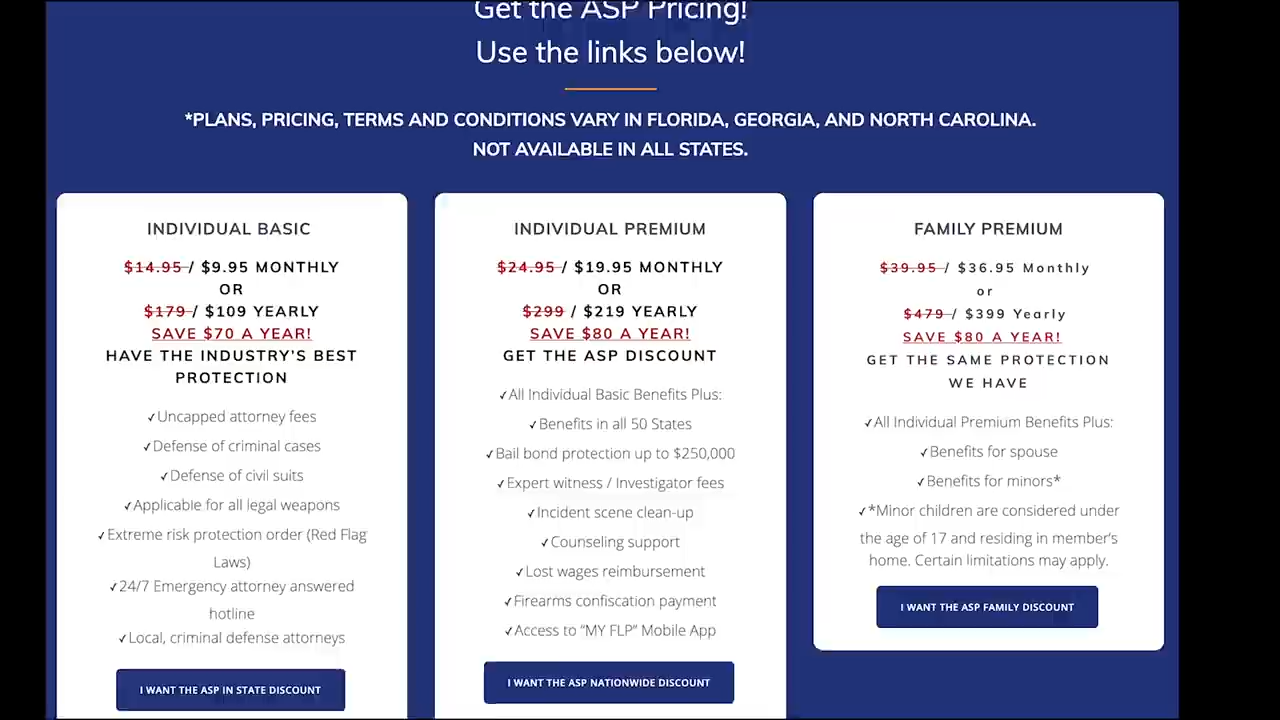 Get the ASP Pricing!
Use the links below!
*PLANS, PRICING, TERMS AND CONDITIONS VARY IN FLORIDA, GEORGIA, AND NORTH CAROLINA.
NOT AVAILABLE IN ALL STATES.
INDIVIDUAL BASIC
$14.95 / $9.95 MONTHLY
OR
$179 / $109 YEARLY
SAVE $70 A YEAR!
HAVE THE INDUSTRY'S BEST
PROTECTION
✓Uncapped attorney fees
✓Defense of criminal cases
✓Defense of civil suits
✓Applicable for all legal weapons
✓Extreme risk protection order (Red Flag
Laws)
✓24/7 Emergency attorney answered
hotline
✓Local, criminal defense attorneys
I WANT THE ASP IN STATE DISCOUNT
INDIVIDUAL PREMIUM
$24.95 / $19.95 MONTHLY
OR
$299 / $219 YEARLY
SAVE $80 A YEAR!
GET THE ASP DISCOUNT
✓All Individual Basic Benefits Plus:
✓Benefits in all 50 States
✓Bail bond protection up to $250,000
✓Expert witness / Investigator fees
✓Incident scene clean-up
✓Counseling support
✓Lost wages reimbursement
✓Firearms confiscation payment
✓Access to “MY FLP” Mobile App
I WANT THE ASP NATIONWIDE DISCOUNT
FAMILY PREMIUM
$39.95 / $36.95 Monthly
or
$479 / $399 Yearly
SAVE $80 A YEAR!
GET THE SAME PROTECTION
WE HAVE
✓All Individual Premium Benefits Plus:
✓Benefits for spouse
✓Benefits for minors*
✓*Minor children are considered under
the age of 17 and residing in member's
home. Certain limitations may apply.
I WANT THE ASP FAMILY DISCOUNT